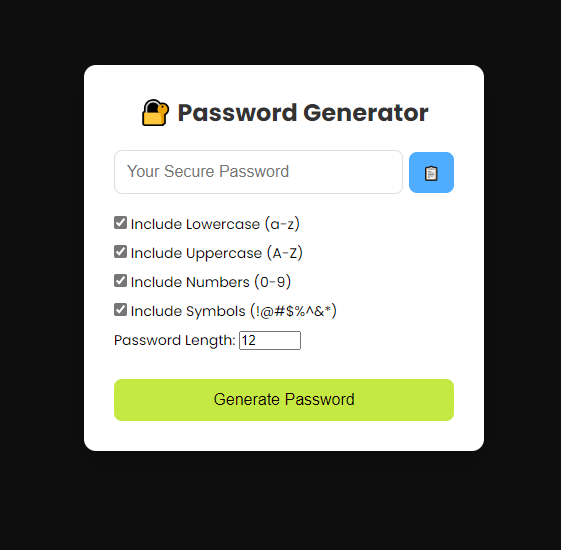 Password Generator
Your Secure Password
Include Lowercase (a-z)
Include Uppercase (A-Z)
Include Numbers (0-9)
Include Symbols (!@#$%^&*)
Password Length: 12
Generate Password